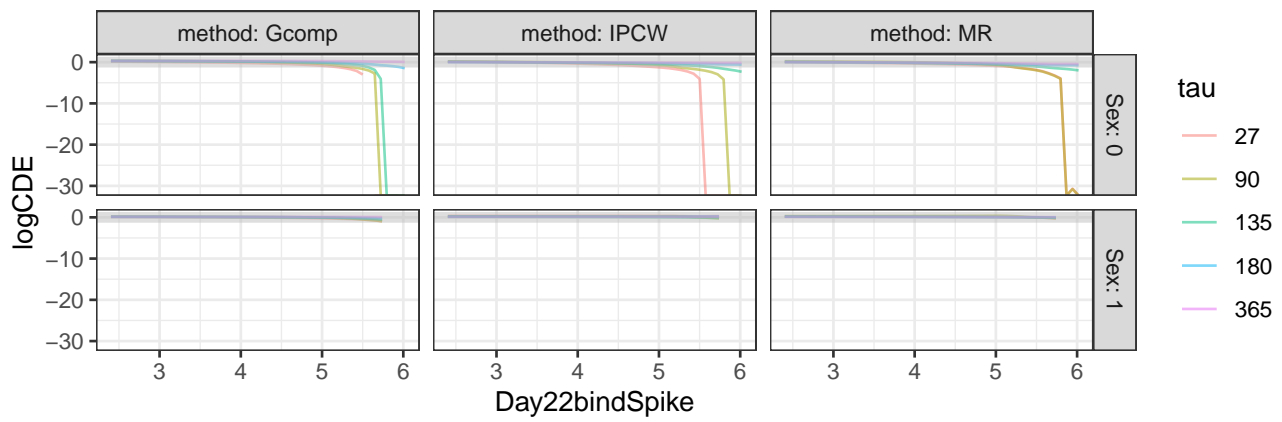 method: Gcomp
method: IPCW
method: MR
0
−10
−20
−30
Sex: 0
0
−10
−20
−30
Sex: 1
logCDE
3 4 5 6
3 4 5 6
3 4 5 6
Day22bindSpike
tau
27
90
135
180
365